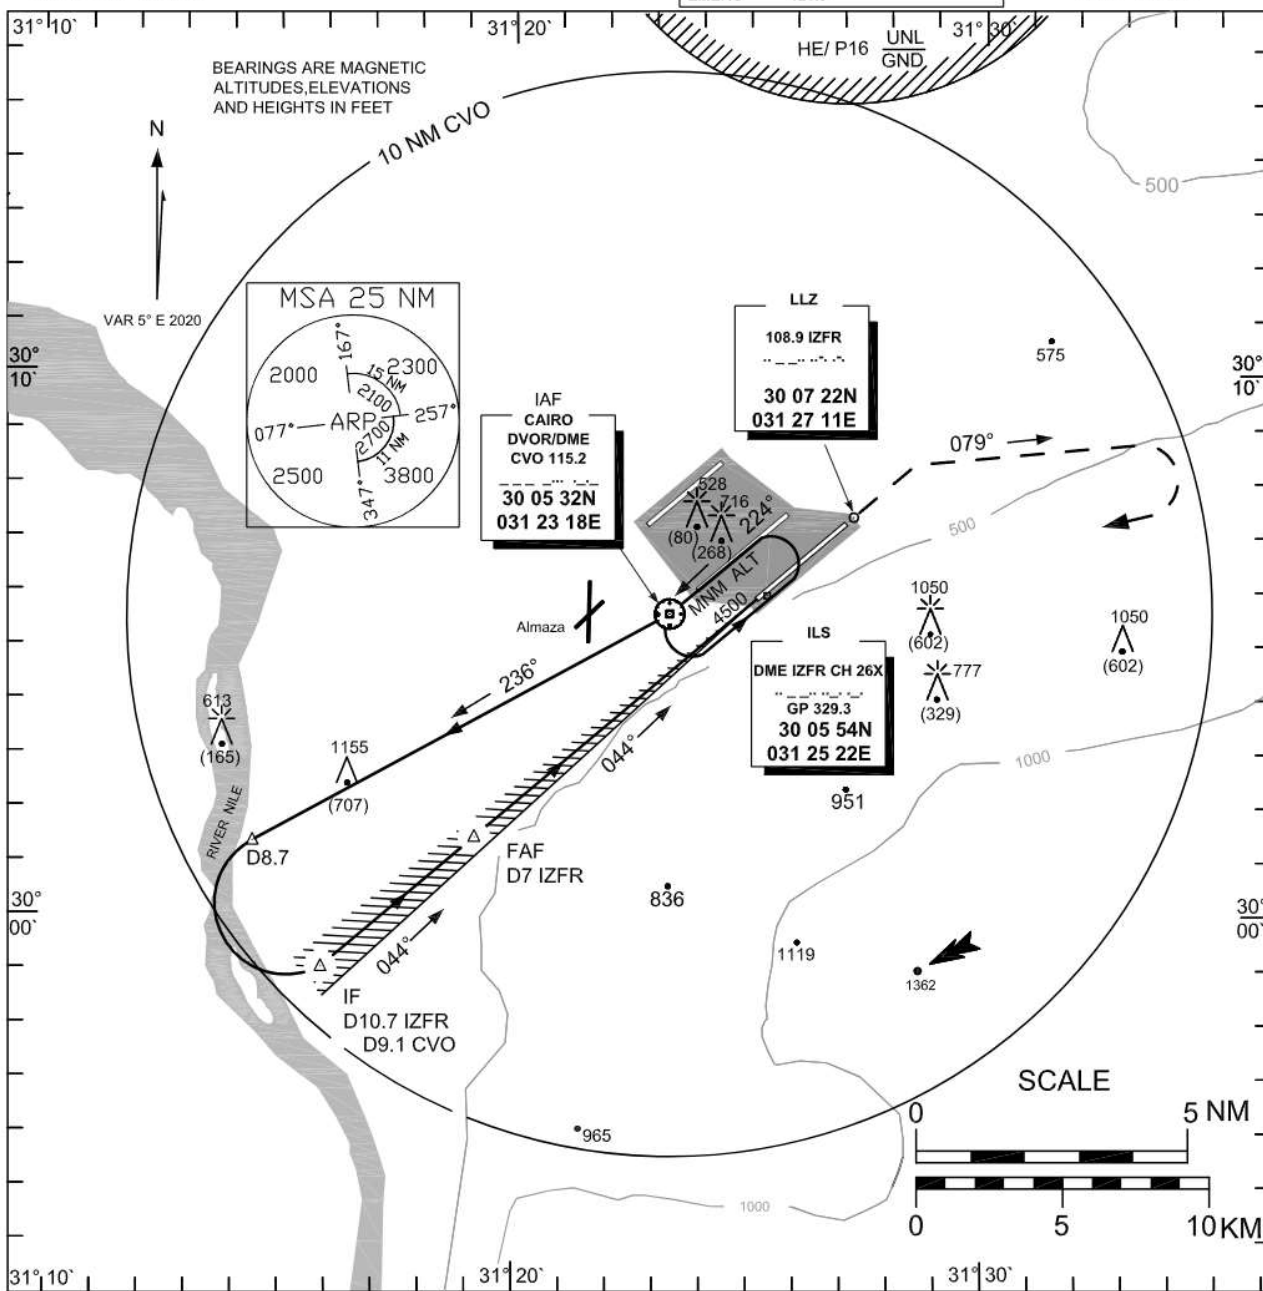 31°10`
31°20`
31°30`
HE/ P16
UNL
GND
BEARINGS ARE MAGNETIC
ALTITUDES,ELEVATIONS
AND HEIGHTS IN FEET
10 NM CVO
N
VAR 5° E 2020
500
MSA 25 NM
167°
2000
2300
15 NM
2100
077°
ARP
257°
2700
11 NM
2500
3800
347°
30°
10`
30°
10`
LLZ
108.9 IZFR
30 07 22N
031 27 11E
575
IAF
CAIRO
DVOR/DME
CVO 115.2
30 05 32N
031 23 18E
079°
528
(80)
716
(268)
224°
MNM ALT
4500
500
Almaza
1050
(602)
1050
(602)
777
(329)
ILS
DME IZFR CH 26X
GP 329.3
30 05 54N
031 25 22E
236°
613
(165)
1155
(707)
044°
1000
951
RIVER NILE
D8.7
FAF
D7 IZFR
836
30°
00`
30°
00`
044°
1119
1362
IF
D10.7 IZFR
D9.1 CVO
SCALE
0
5 NM
965
1000
0
5
10 KM
31°10`
31°20`
31°30`